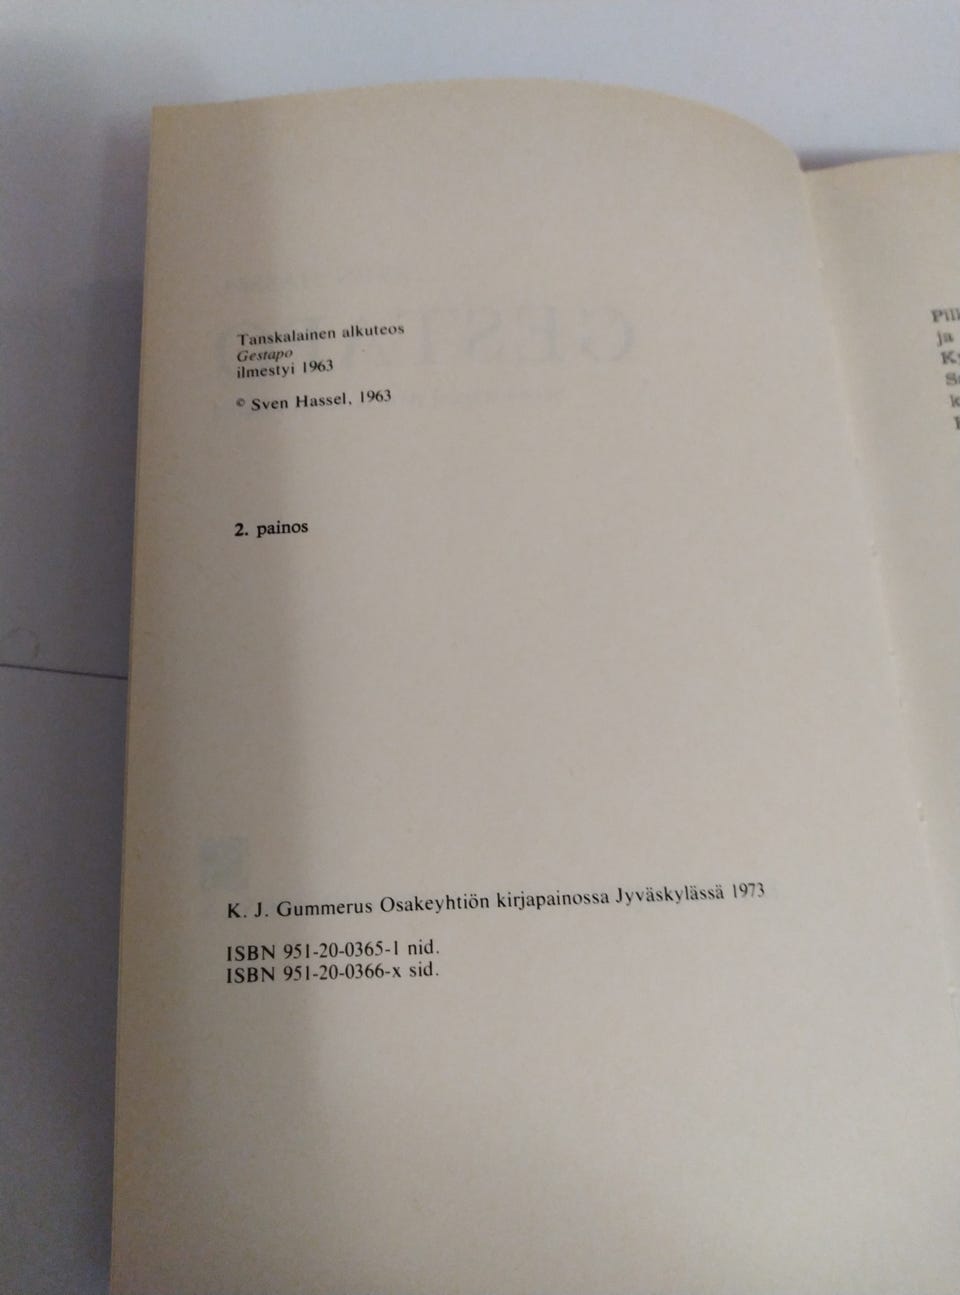 Tanskalainen alkuteos
Gestapo
ilmestyi 1963
© Sven Hassel, 1963
2. painos
K. J. Gummerus Osakeyhtiön kirjapainossa Jyväskylässä 1973
ISBN 951-20-0365-1 nid.
ISBN 951-20-0366-x sid.
ja